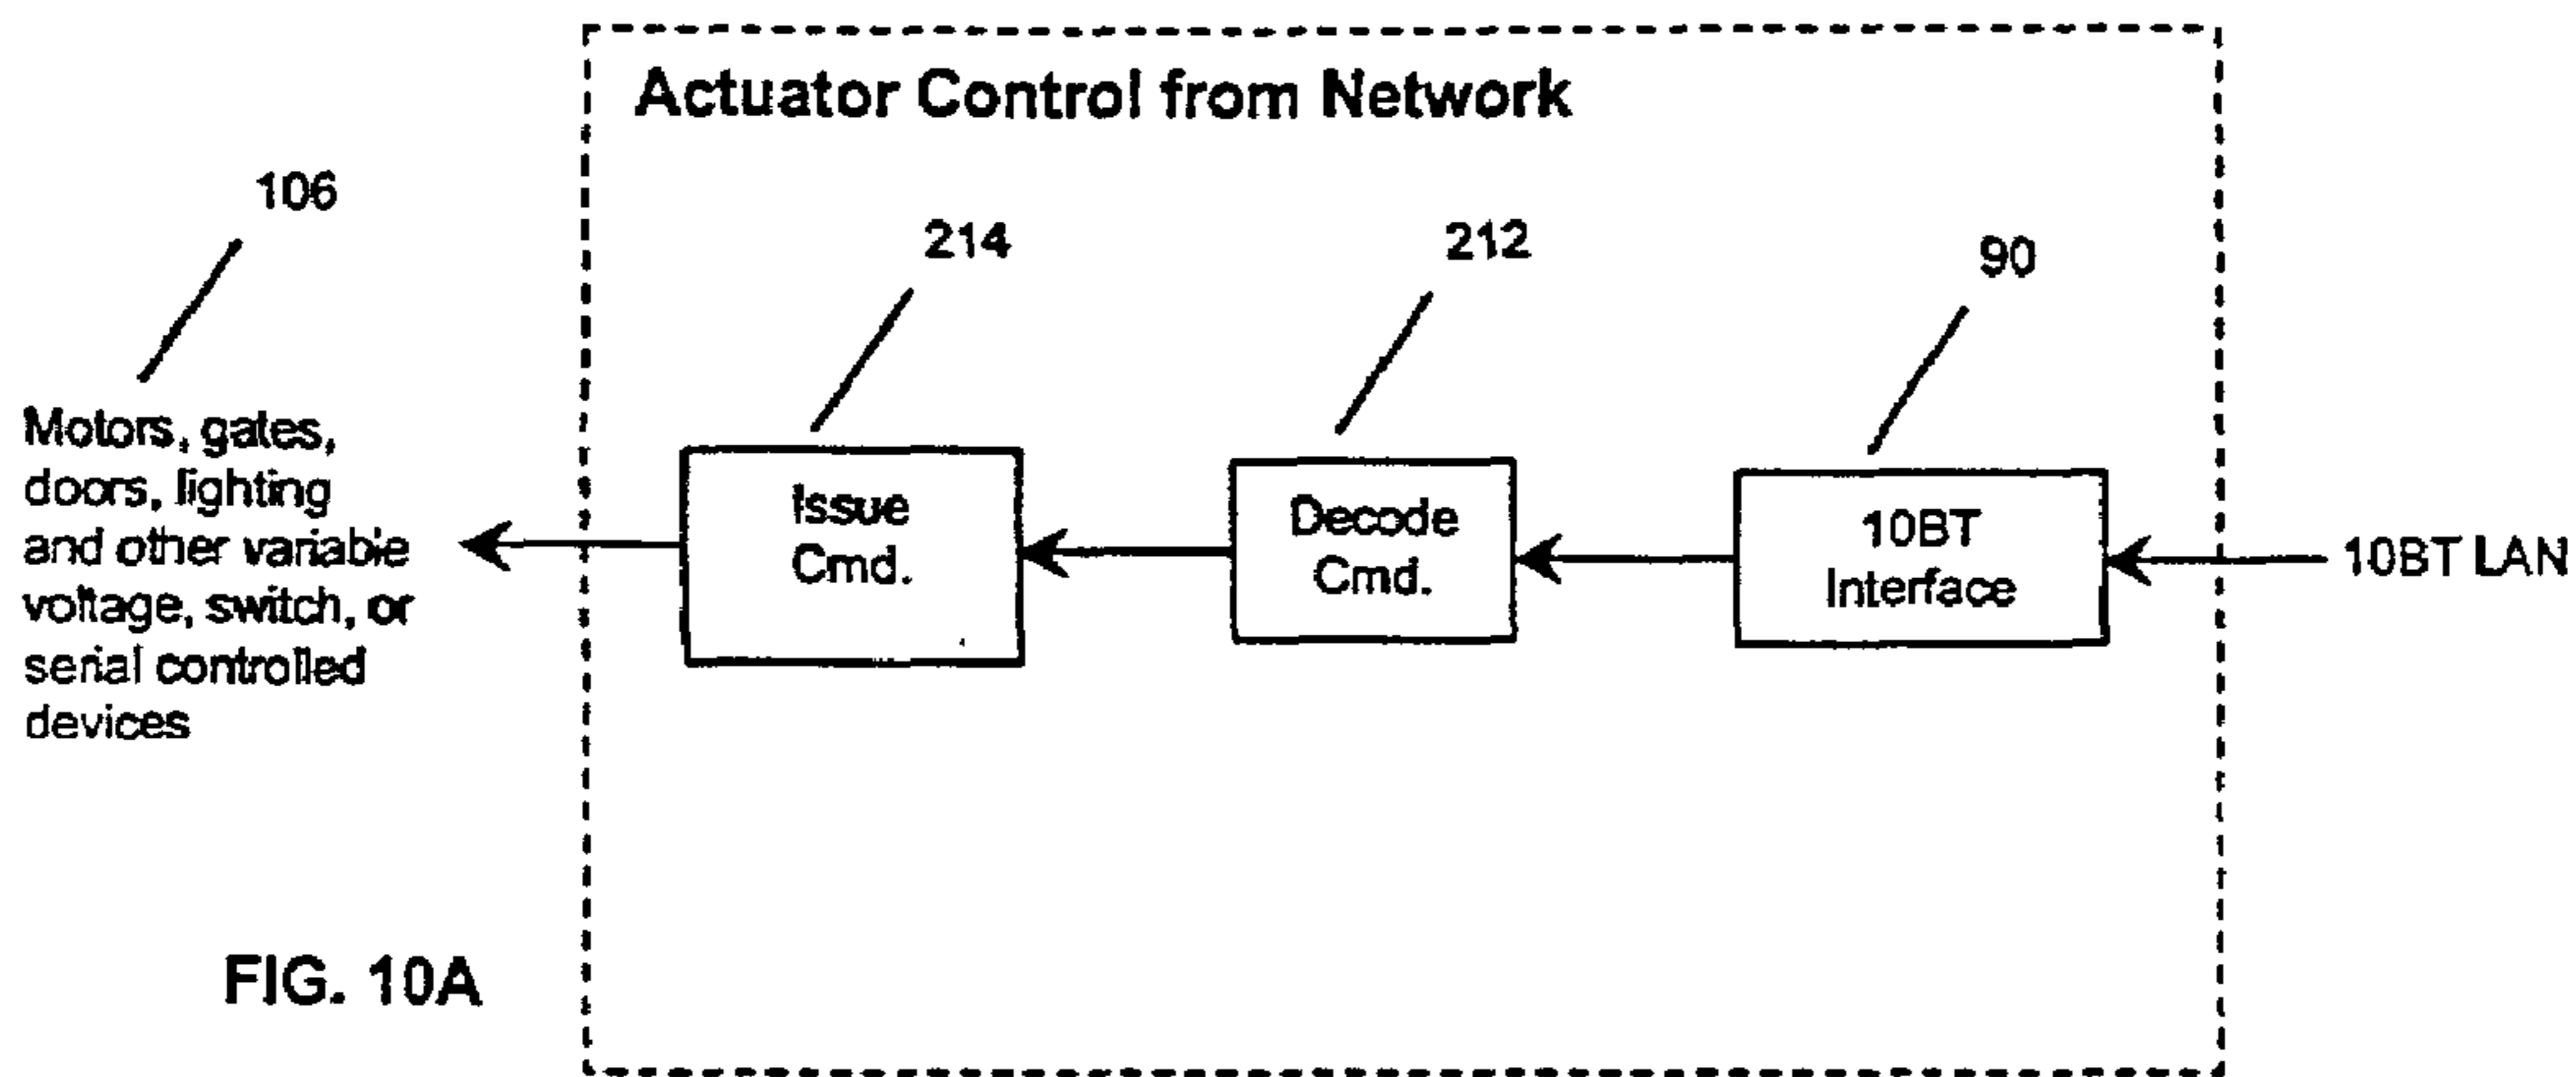 Actuator Control from Network
106
214
212
90
Motors, gates,
doors, lighting
and other variable
voltage, switch, or
serial controlled
devices
Issue
Cmd.
Decode
Cmd.
10BT
Interface
10BT LAN
FIG. 10A